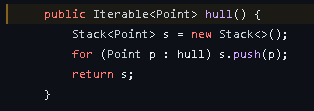 public Iterable<Point> hull() {
Stack<Point> s = new Stack<>();
for (Point p : hull) s.push(p);
return s;
}